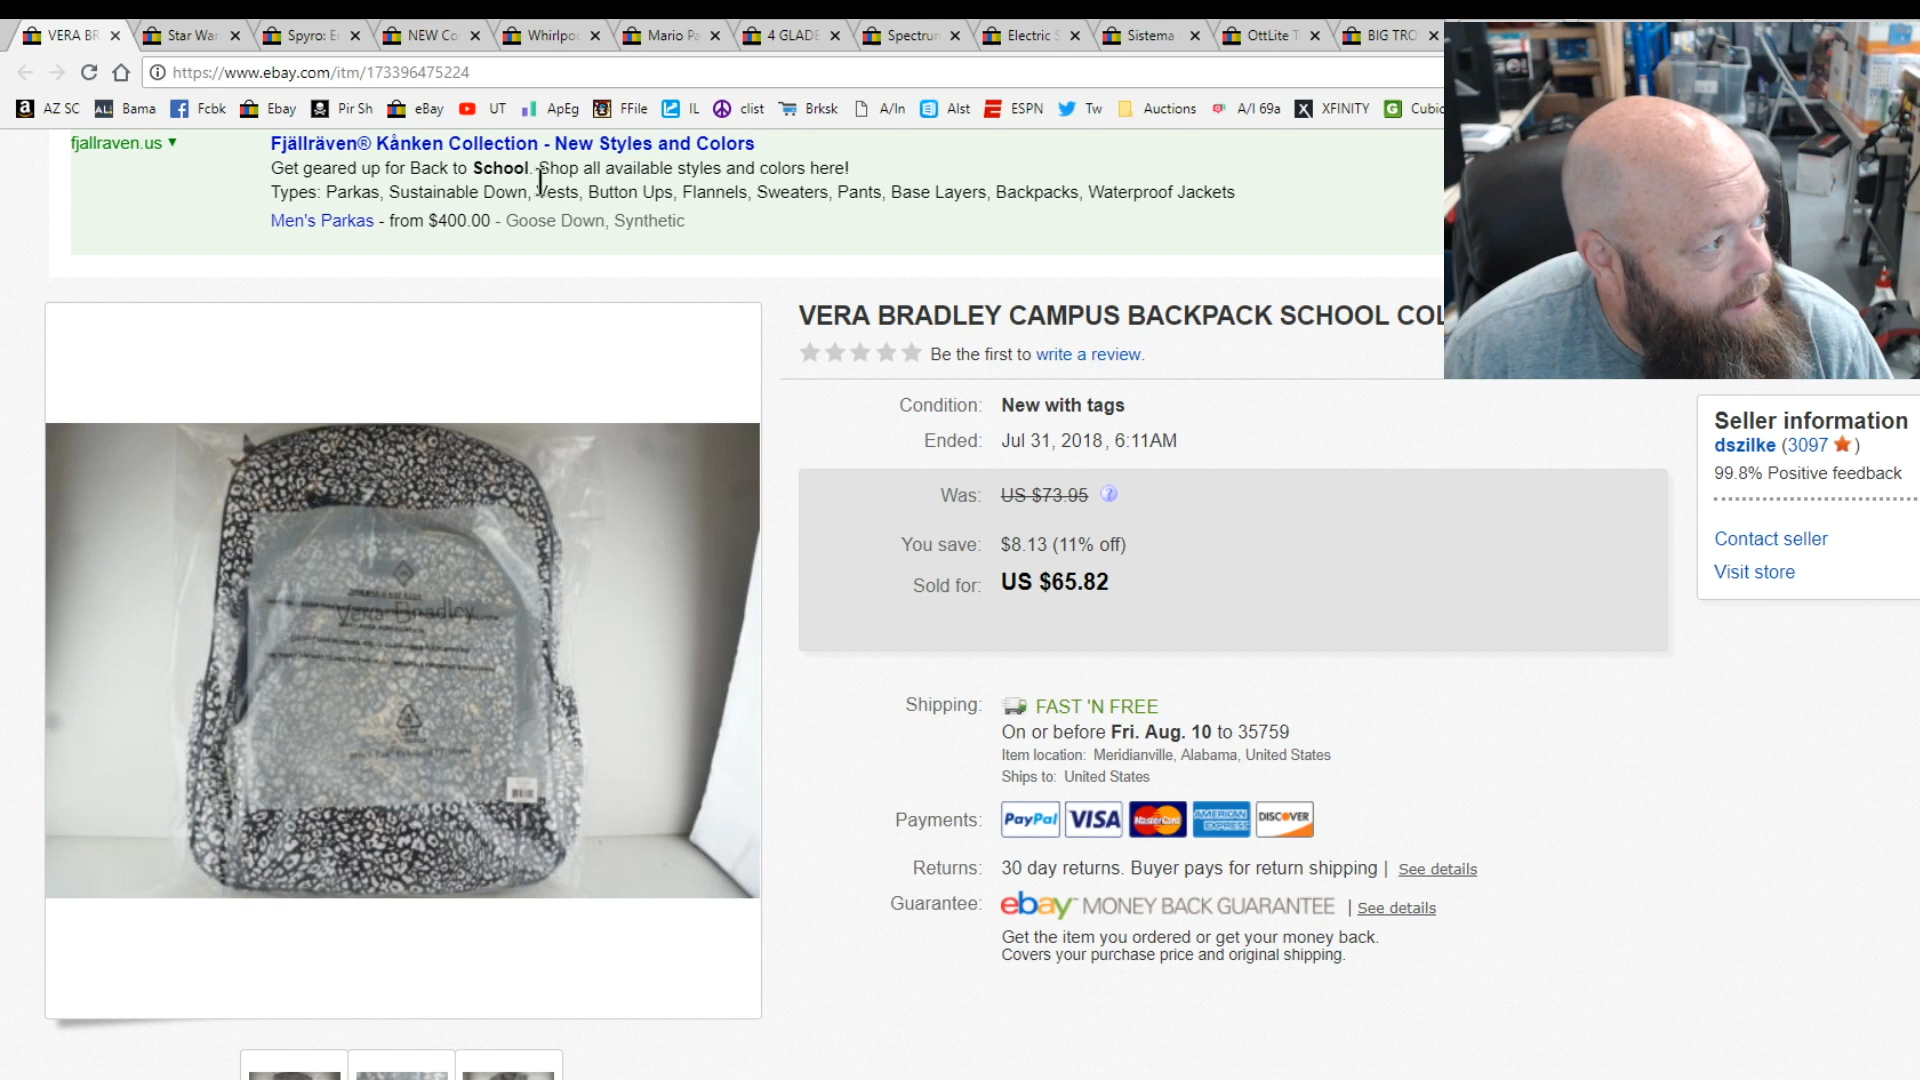 VERA BR
Star War
Spyro: E
NEW Co
Whirlpoo
Mario Pa
4 GLADE
Spectrun
Electric S
Sistema
OttLite T
BIG TRO
https://www.ebay.com/itm/173396475224
AZ SC
Bama
Fcbk
Ebay
Pir Sh
eBay
UT
ApEg
FFile
IL
clist
Brksk
A/In
Alst
ESPN
Tw
Auctions
A/I 69a
XFINITY
Cubic
fjallraven.us
Fjällräven® Kånken Collection - New Styles and Colors
Get geared up for Back to School. Shop all available styles and colors here!
Types: Parkas, Sustainable Down, Vests, Button Ups, Flannels, Sweaters, Pants, Base Layers, Backpacks, Waterproof Jackets
Men's Parkas - from $400.00 - Goose Down, Synthetic
VERA BRADLEY CAMPUS BACKPACK SCHOOL COL
Be the first to write a review.
Condition: New with tags
Ended: Jul 31, 2018, 6:11AM
Was: US $73.95
You save: $8.13 (11% off)
Sold for: US $65.82
Shipping: FAST 'N FREE
On or before Fri. Aug. 10 to 35759
Item location: Meridianville, Alabama, United States
Ships to: United States
Payments: PayPal VISA MasterCard AMERICAN EXPRESS DISCOVER
Returns: 30 day returns. Buyer pays for return shipping | See details
Guarantee: ebay MONEY BACK GUARANTEE | See details
Get the item you ordered or get your money back.
Covers your purchase price and original shipping.
Seller information
dszilke (3097)
99.8% Positive feedback
Contact seller
Visit store
Vera Bradley